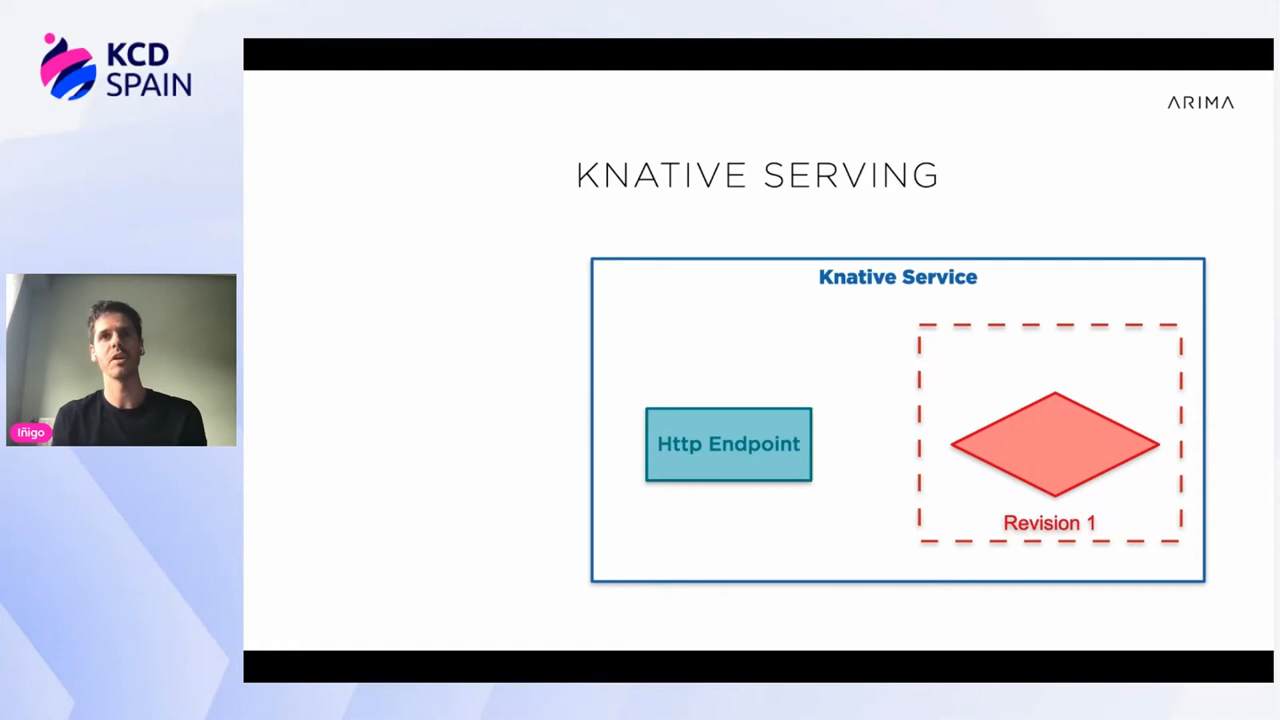 KCD
SPAIN
ARIMA
KNATIVE SERVING
Knative Service
Http Endpoint
Revision 1
Iñigo